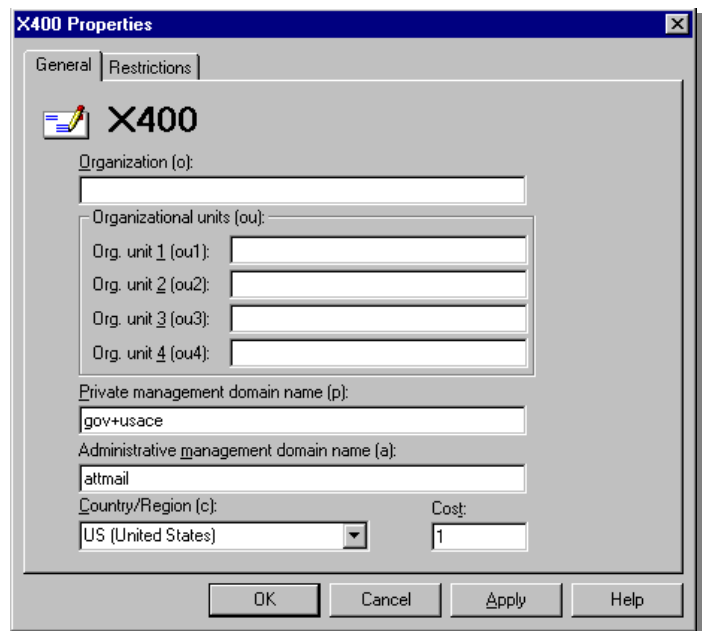 X400 Properties
General Restrictions
X400
Organization (o):
Organizational units (ou):
Org. unit 1 (ou1):
Org. unit 2 (ou2):
Org. unit 3 (ou3):
Org. unit 4 (ou4):
Private management domain name (p):
gov+usace
Administrative management domain name (a):
attmail
Country/Region (c): Cost:
US (United States) 1
OK Cancel Apply Help